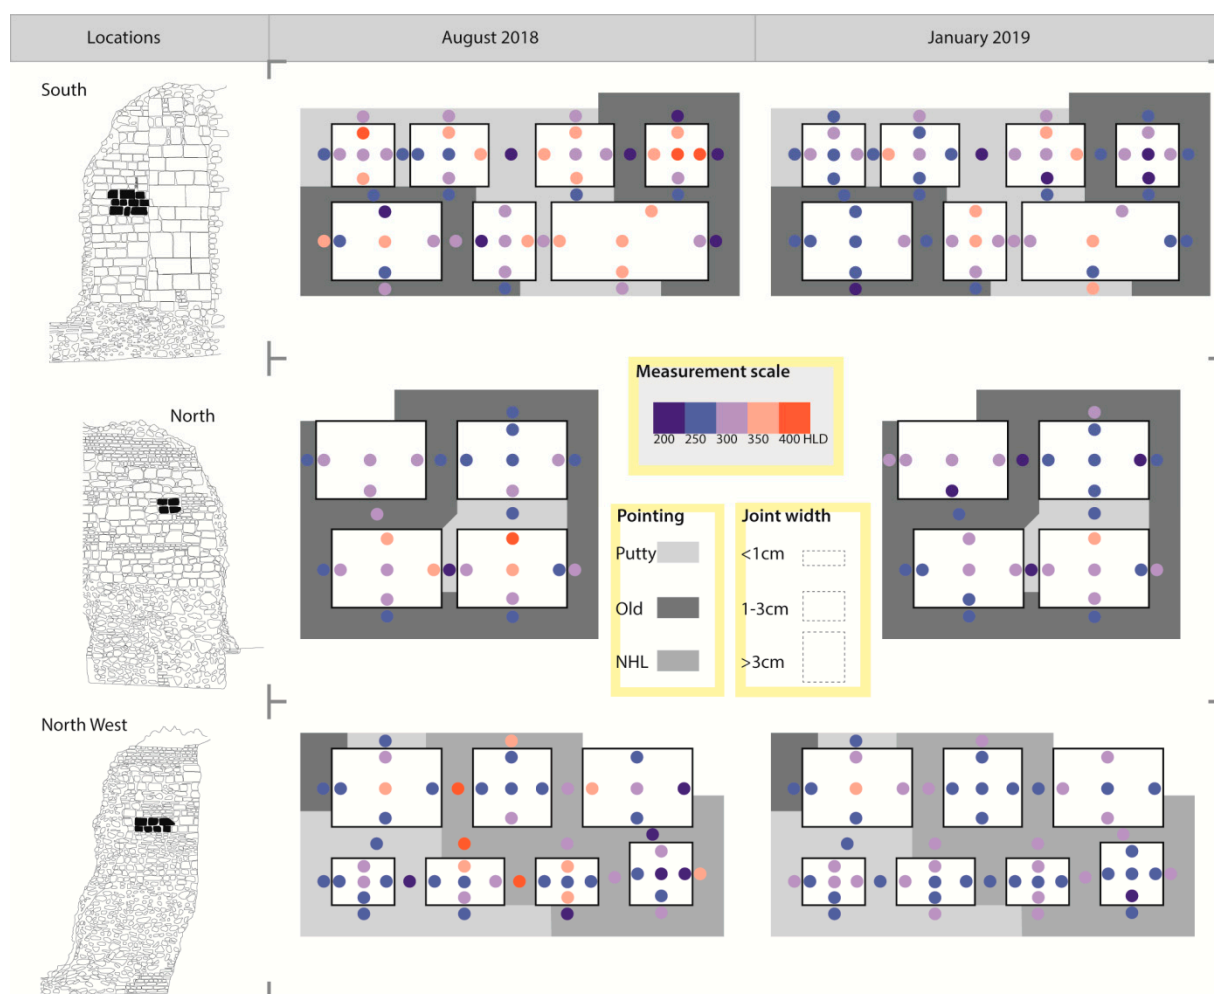 Locations
August 2018
January 2019
South
North
Measurement scale
200 250 300 350 400 HLD
Pointing
Putty
Old
NHL
Joint width
<1cm
1-3cm
>3cm
North West